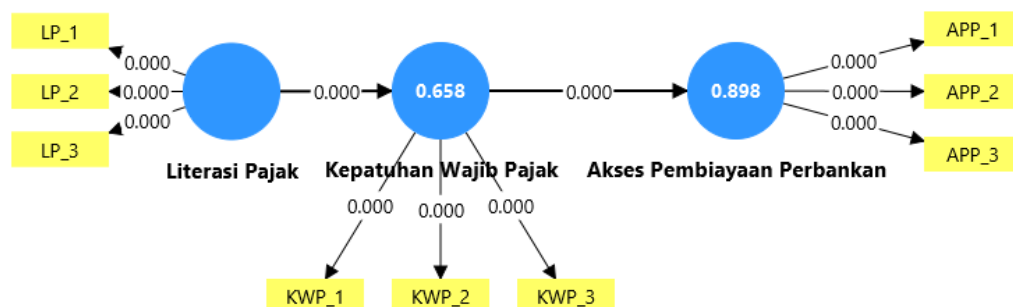 LP_1
LP_2
LP_3
0.000
0.000
0.000
Literasi Pajak
0.000
0.658
Kepatuhan Wajib Pajak
0.000
0.000
0.000
KWP_1
KWP_2
KWP_3
0.000
0.898
Akses Pembiayaan Perbankan
0.000
0.000
0.000
APP_1
APP_2
APP_3